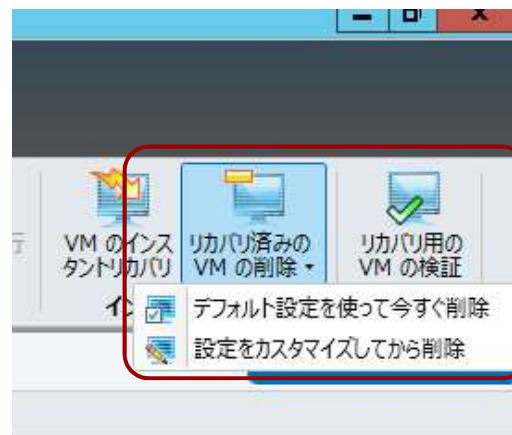 行
VM のインス
タントリカバリ
リカバリ済みの
VM の削除
リカバリ用の
VM の検証
デフォルト設定を使って今すぐ削除
設定をカスタマイズしてから削除